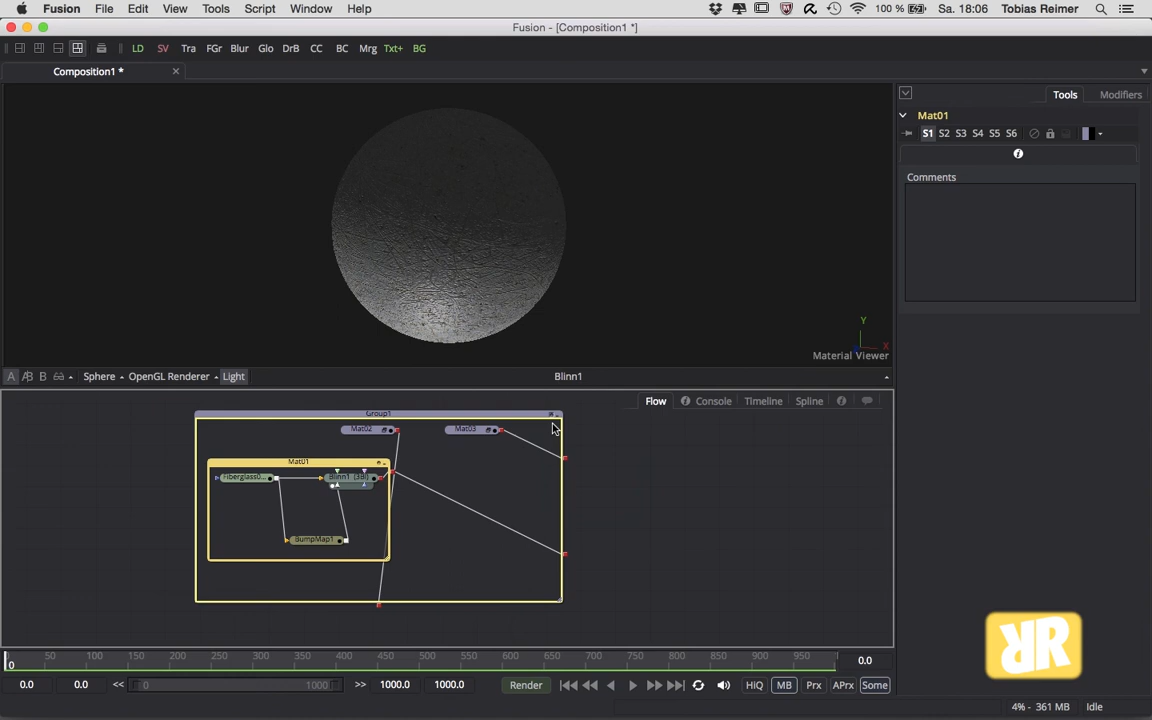 Fusion File Edit View Tools Script Window Help 100 % Sa. 18:06 Tobias Reimer
Fusion - [Composition1 *]
LD SV Tra FGr Blur Glo DrB CC BC Mrg Txt+ BG
Composition1 *
Tools Modifiers
Mat01
S1 S2 S3 S4 S5 S6
Comments
Y
X
Material Viewer
A A/B B Sphere OpenGL Renderer Light Blinn1
Flow Console Timeline Spline
Group1
Mat02 Mat03
Mat01
Fiberglass0... Blinn1 (3Bl)
BumpMap1
RR
0 50 100 150 200 250 300 350 400 450 500 550 600 650 700 750 800 850 900 950 0.0
0.0 0.0 << 0 1000 >> 1000.0 1000.0 Render HiQ MB Prx APrx Some
4% - 361 MB Idle